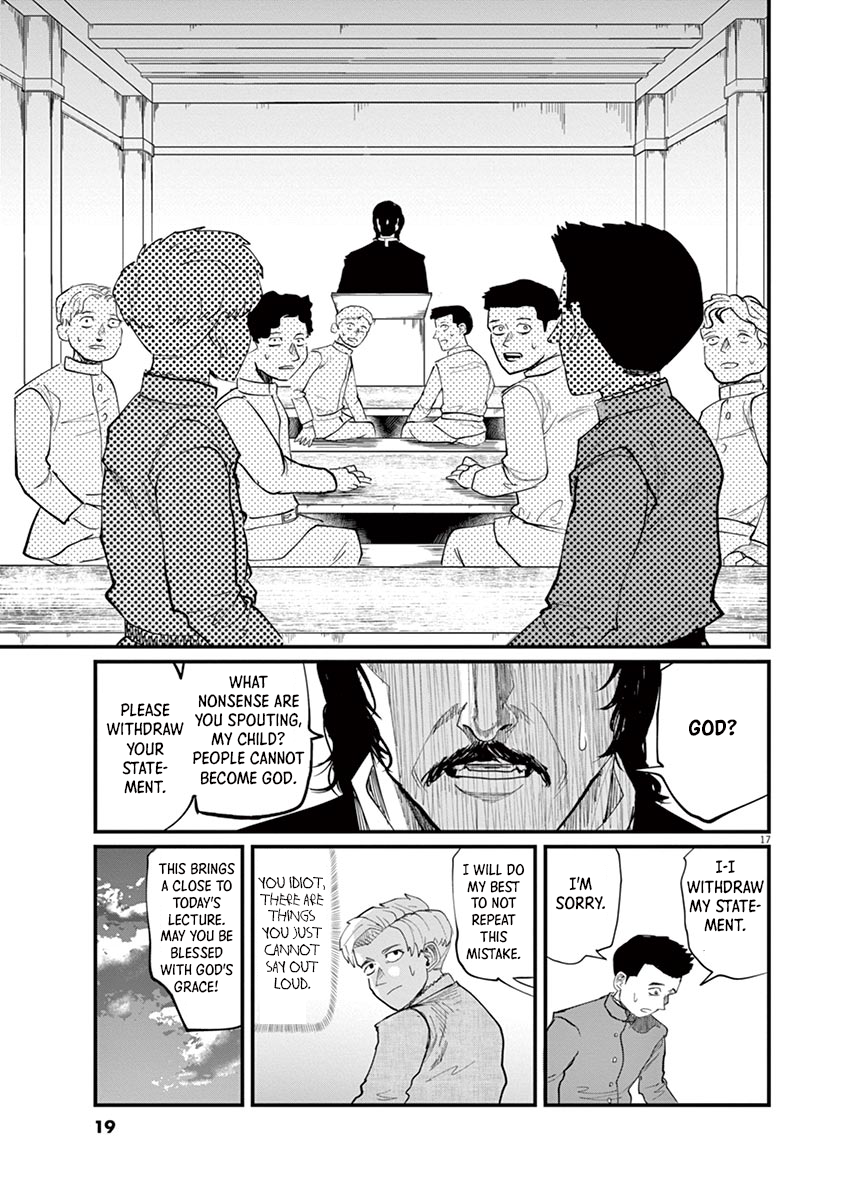 GOD?
WHAT
NONSENSE ARE
YOU SPOUTING,
MY CHILD?
PEOPLE CANNOT
BECOME GOD.
PLEASE
WITHDRAW
YOUR
STATE-
MENT.
17
I-I
WITHDRAW
MY STATE-
MENT.
I'M
SORRY.
I WILL DO
MY BEST
TO NOT
REPEAT
THIS
MISTAKE.
YOU IDIOT,
THERE ARE
THINGS
YOU JUST
CANNOT
SAY OUT
LOUD.
THIS BRINGS
A CLOSE TO
TODAY'S
LECTURE.
MAY YOU BE
BLESSED
WITH GOD'S
GRACE!
19